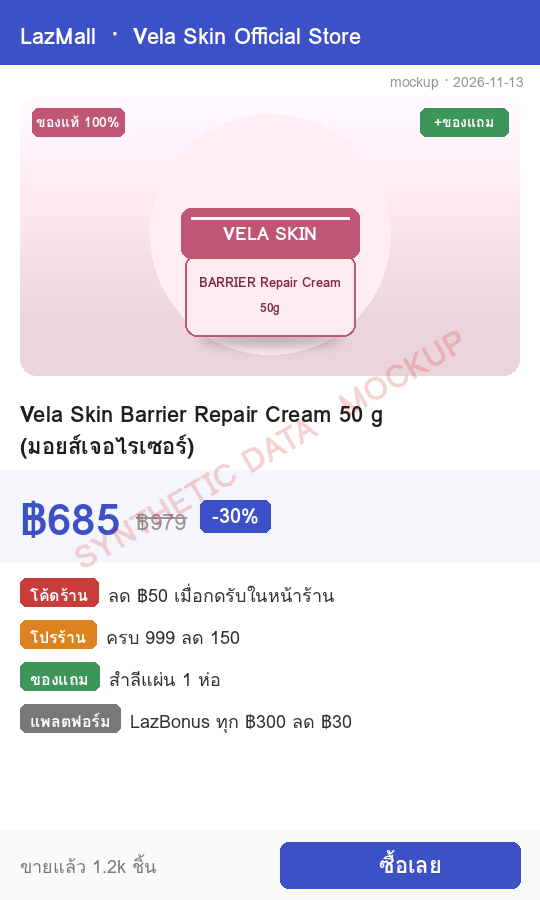 LazMall · Vela Skin Official Store
mockup · 2026-11-13
ของแท้ 100%
+ของแถม
VELA SKIN
BARRIER Repair Cream
50g
Vela Skin Barrier Repair Cream 50 g
(มอยส์เจอไรเซอร์)
SYNTHETIC DATA · MOCKUP
฿685 ฿979 -30%
โค้ดร้าน ลด ฿50 เมื่อกดรับในหน้าร้าน
โปรร้าน ครบ 999 ลด 150
ของแถม สำลีแผ่น 1 ห่อ
แพลตฟอร์ม LazBonus ทุก ฿300 ลด ฿30
ขายแล้ว 1.2k ชิ้น
ซื้อเลย